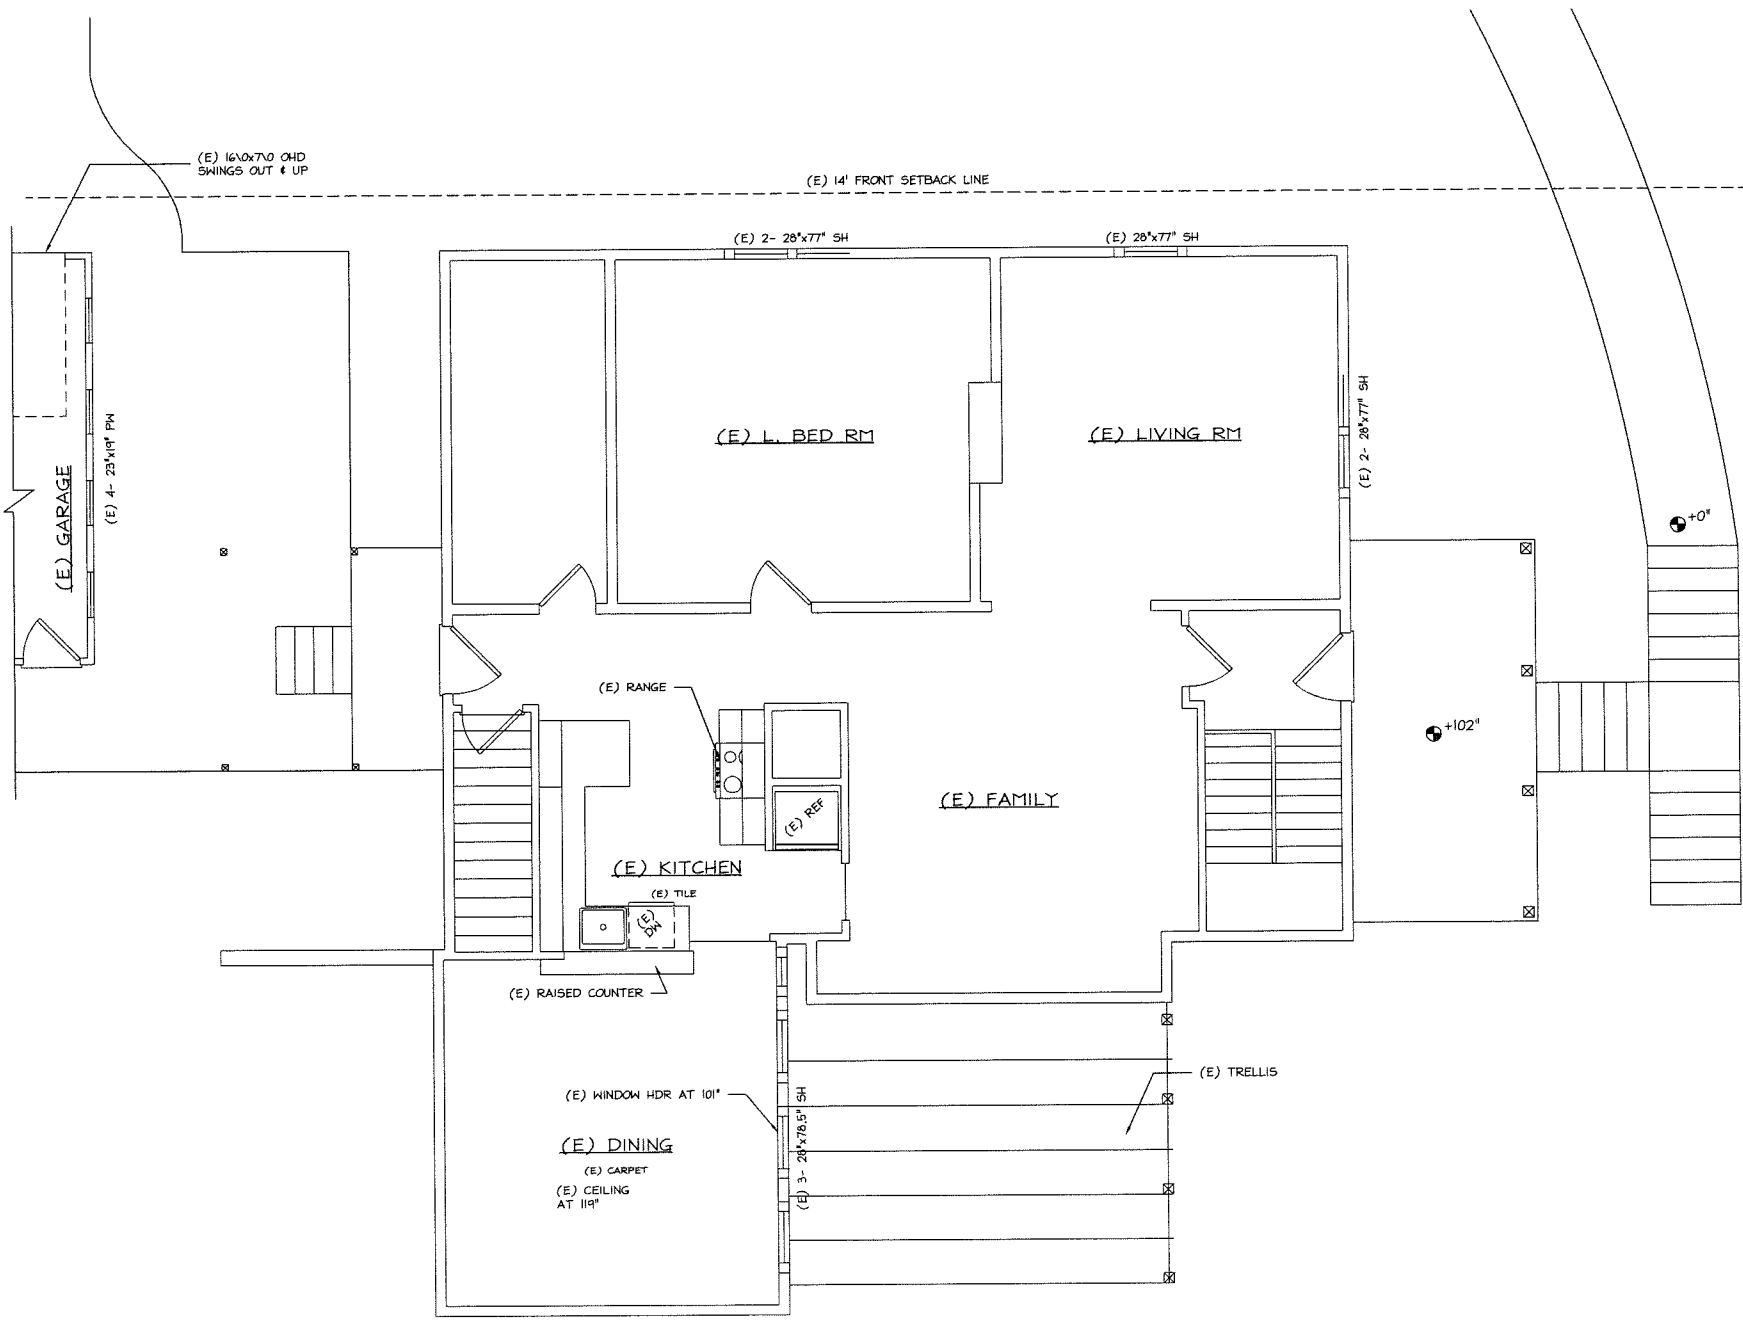 (E) 16\0x7\0 OHD
SWINGS OUT & UP
(E) 14' FRONT SETBACK LINE
(E) 2- 28"x77" SH
(E) 28"x77" SH
(E) 2- 28"x77" SH
(E) L. BED RM
(E) LIVING RM
(E) GARAGE
(E) 4- 23"x19" PW
+0"
(E) RANGE
+102"
(E) REF
(E) FAMILY
(E) KITCHEN
(E) TILE
(E)
DW
(E) RAISED COUNTER
(E) TRELLIS
(E) WINDOW HDR AT 101"
(E) 3- 28"x78.5" SH
(E) DINING
(E) CARPET
(E) CEILING
AT 119"